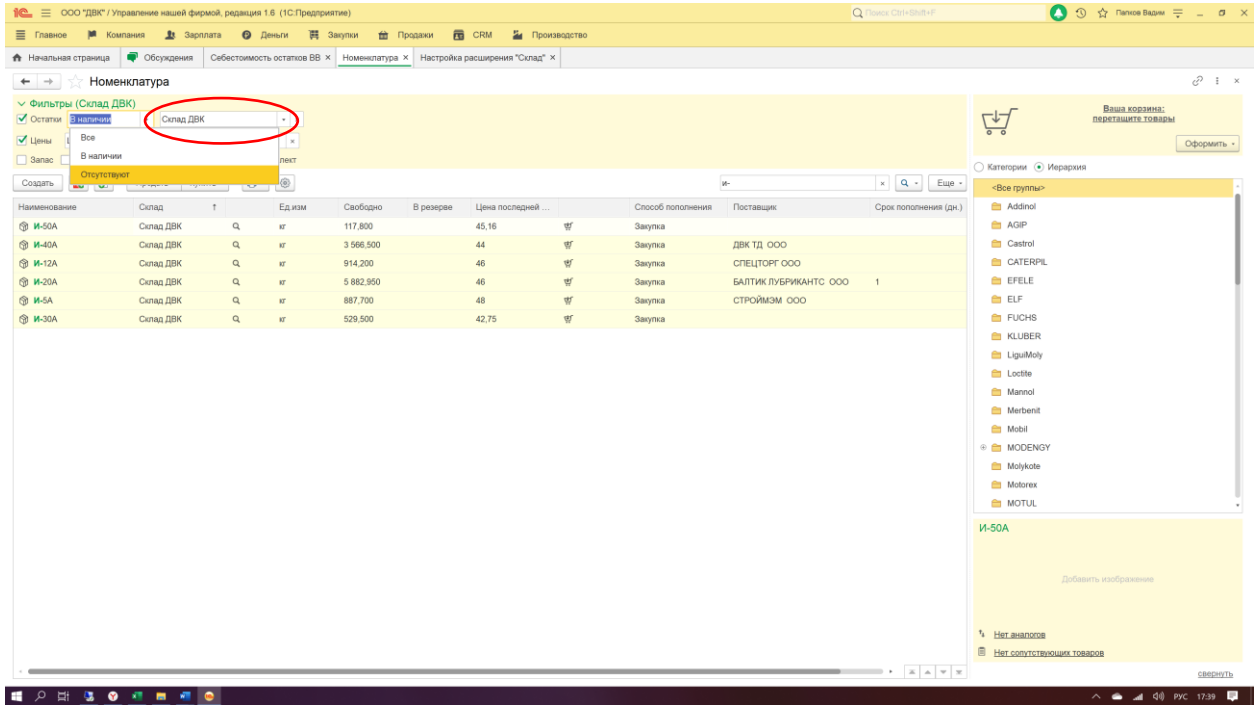 1С ООО "ДВК" / Управление нашей фирмой, редакция 1.6 (1С:Предприятие) Поиск Ctrl+Shift+F Папков Вадим
Главное Компания Зарплата Деньги Закупки Продажи CRM Производство
Начальная страница Обсуждения Себестоимость остатков ВВ × Номенклатура × Настройка расширения "Склад" ×
Номенклатура
Фильтры (Склад ДВК)
Остатки В наличии Склад ДВК
Цены
Все
В наличии
Запас
Отсутствуют
Создать
и-
Еще
Наименование Склад ↑ Ед.изм Свободно В резерве Цена последней ... Способ пополнения Поставщик Срок пополнения (дн.)
И-50А Склад ДВК кг 117,800 45,16 Закупка
И-40А Склад ДВК кг 3 566,500 44 Закупка ДВК ТД ООО
И-12А Склад ДВК кг 914,200 46 Закупка СПЕЦТОРГ ООО
И-20А Склад ДВК кг 5 882,950 46 Закупка БАЛТИК ЛУБРИКАНТС ООО 1
И-5А Склад ДВК кг 887,700 48 Закупка СТРОЙМЭМ ООО
И-30А Склад ДВК кг 529,500 42,75 Закупка
Ваша корзина:
перетащите товары
Оформить
Категории Иерархия
<Все группы>
Addinol
AGIP
Castrol
CATERPIL
EFELE
ELF
FUCHS
KLUBER
LiguiMoly
Loctite
Mannol
Merbenit
Mobil
MODENGY
Molykote
Motorex
MOTUL
И-50А
Добавить изображение
Нет аналогов
Нет сопутствующих товаров
свернуть
РУС 17:39